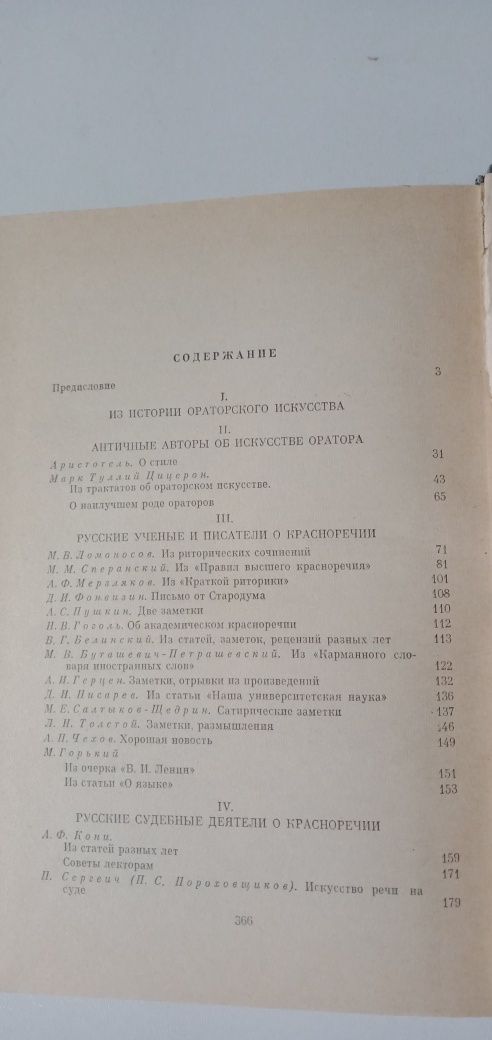 СОДЕРЖАНИЕ
Предисловие 3
I.
ИЗ ИСТОРИИ ОРАТОРСКОГО ИСКУССТВА
II.
АНТИЧНЫЕ АВТОРЫ ОБ ИСКУССТВЕ ОРАТОРА
Аристотель. О стиле 31
Марк Туллий Цицерон.
Из трактатов об ораторском искусстве. 43
О наилучшем роде ораторов 65
III.
РУССКИЕ УЧЕНЫЕ И ПИСАТЕЛИ О КРАСНОРЕЧИИ
М. В. Ломоносов. Из риторических сочинений 71
М. М. Сперанский. Из «Правил высшего красноречия» 81
А. Ф. Мерзляков. Из «Краткой риторики» 101
Д. И. Фонвизин. Письмо от Стародума 108
А. С. Пушкин. Две заметки 110
Н. В. Гоголь. Об академическом красноречии 112
В. Г. Белинский. Из статей, заметок, рецензий разных лет 113
М. В. Буташевич-Петрашевский. Из «Карманного сло-
варя иностранных слов» 122
А. И. Герцен. Заметки, отрывки из произведений 132
Д. И. Писарев. Из статьи «Наша университетская наука» 136
М. Е. Салтыков-Щедрин. Сатирические заметки 137
Л. Н. Толстой. Заметки, размышления 146
А. П. Чехов. Хорошая новость 149
М. Горький
Из очерка «В. И. Ленин» 151
Из статьи «О языке» 153
IV.
РУССКИЕ СУДЕБНЫЕ ДЕЯТЕЛИ О КРАСНОРЕЧИИ
А. Ф. Кони.
Из статей разных лет 159
Советы лекторам 171
П. Сергеич (П. С. Пороховщиков). Искусство речи на
суде 179
366